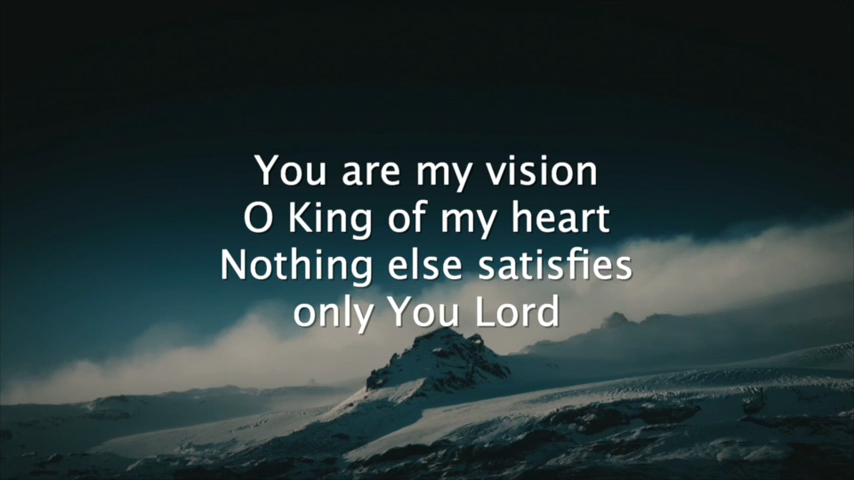 You are my vision
O King of my heart
Nothing else satisfies
only You Lord